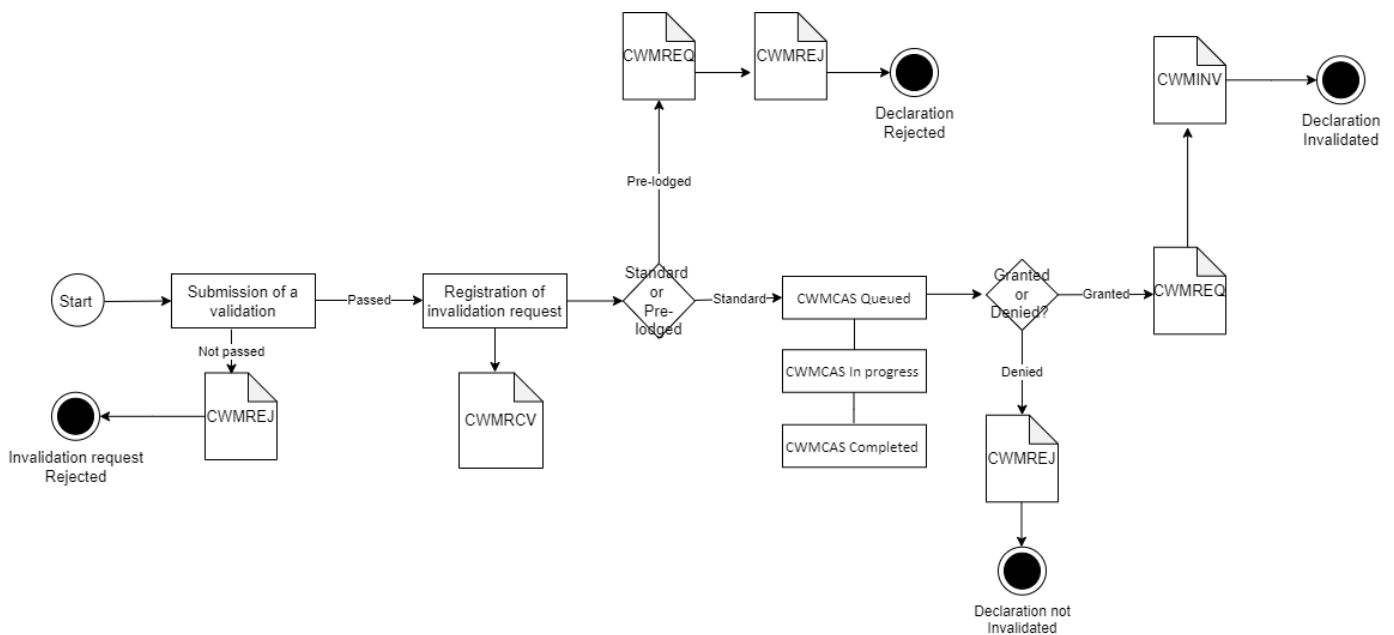 CWMREQ
CWMREJ
Declaration
Rejected
CWMINV
Declaration
Invalidated
Pre-lodged
Start
Submission of a
validation
Passed
Registration of
invalidation request
Standard
or
Pre-
lodged
Standard
CWMCAS Queued
Granted
or
Denied?
Granted
CWMREQ
Not passed
CWMREJ
Invalidation request
Rejected
CWMRCV
CWMCAS In progress
CWMCAS Completed
Denied
CWMREJ
Declaration not
Invalidated